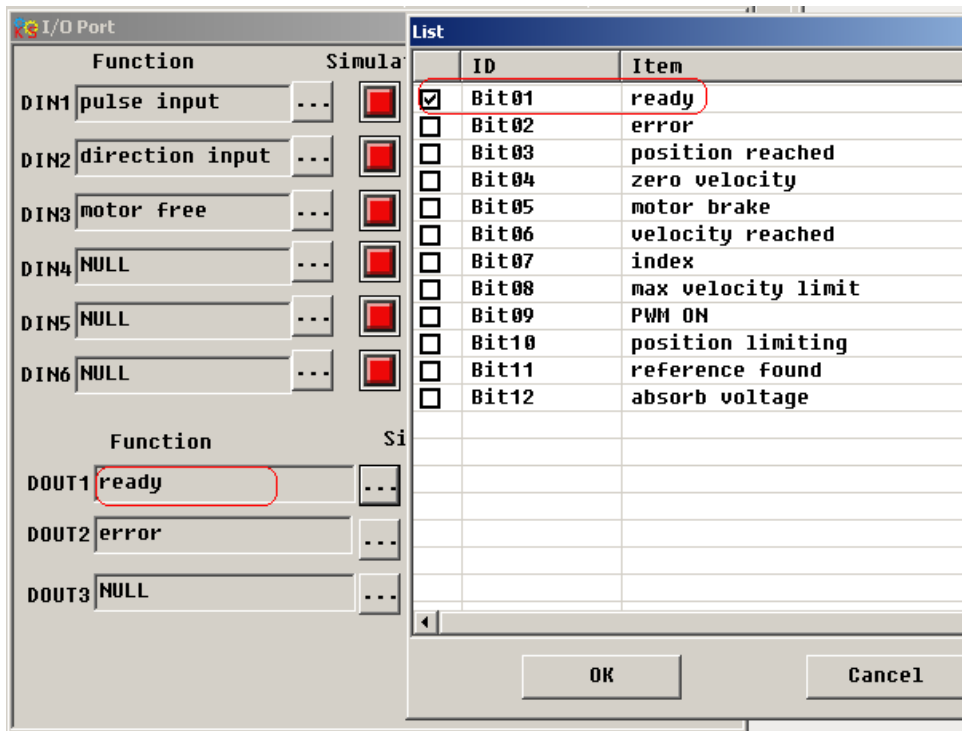 I/O Port
Function Simula
DIN1 pulse input ...
DIN2 direction input ...
DIN3 motor free ...
DIN4 NULL ...
DIN5 NULL ...
DIN6 NULL ...
Function Si
DOUT1 ready ...
DOUT2 error ...
DOUT3 NULL ...
List
ID Item
Bit01 ready
Bit02 error
Bit03 position reached
Bit04 zero velocity
Bit05 motor brake
Bit06 velocity reached
Bit07 index
Bit08 max velocity limit
Bit09 PWM ON
Bit10 position limiting
Bit11 reference found
Bit12 absorb voltage
OK Cancel